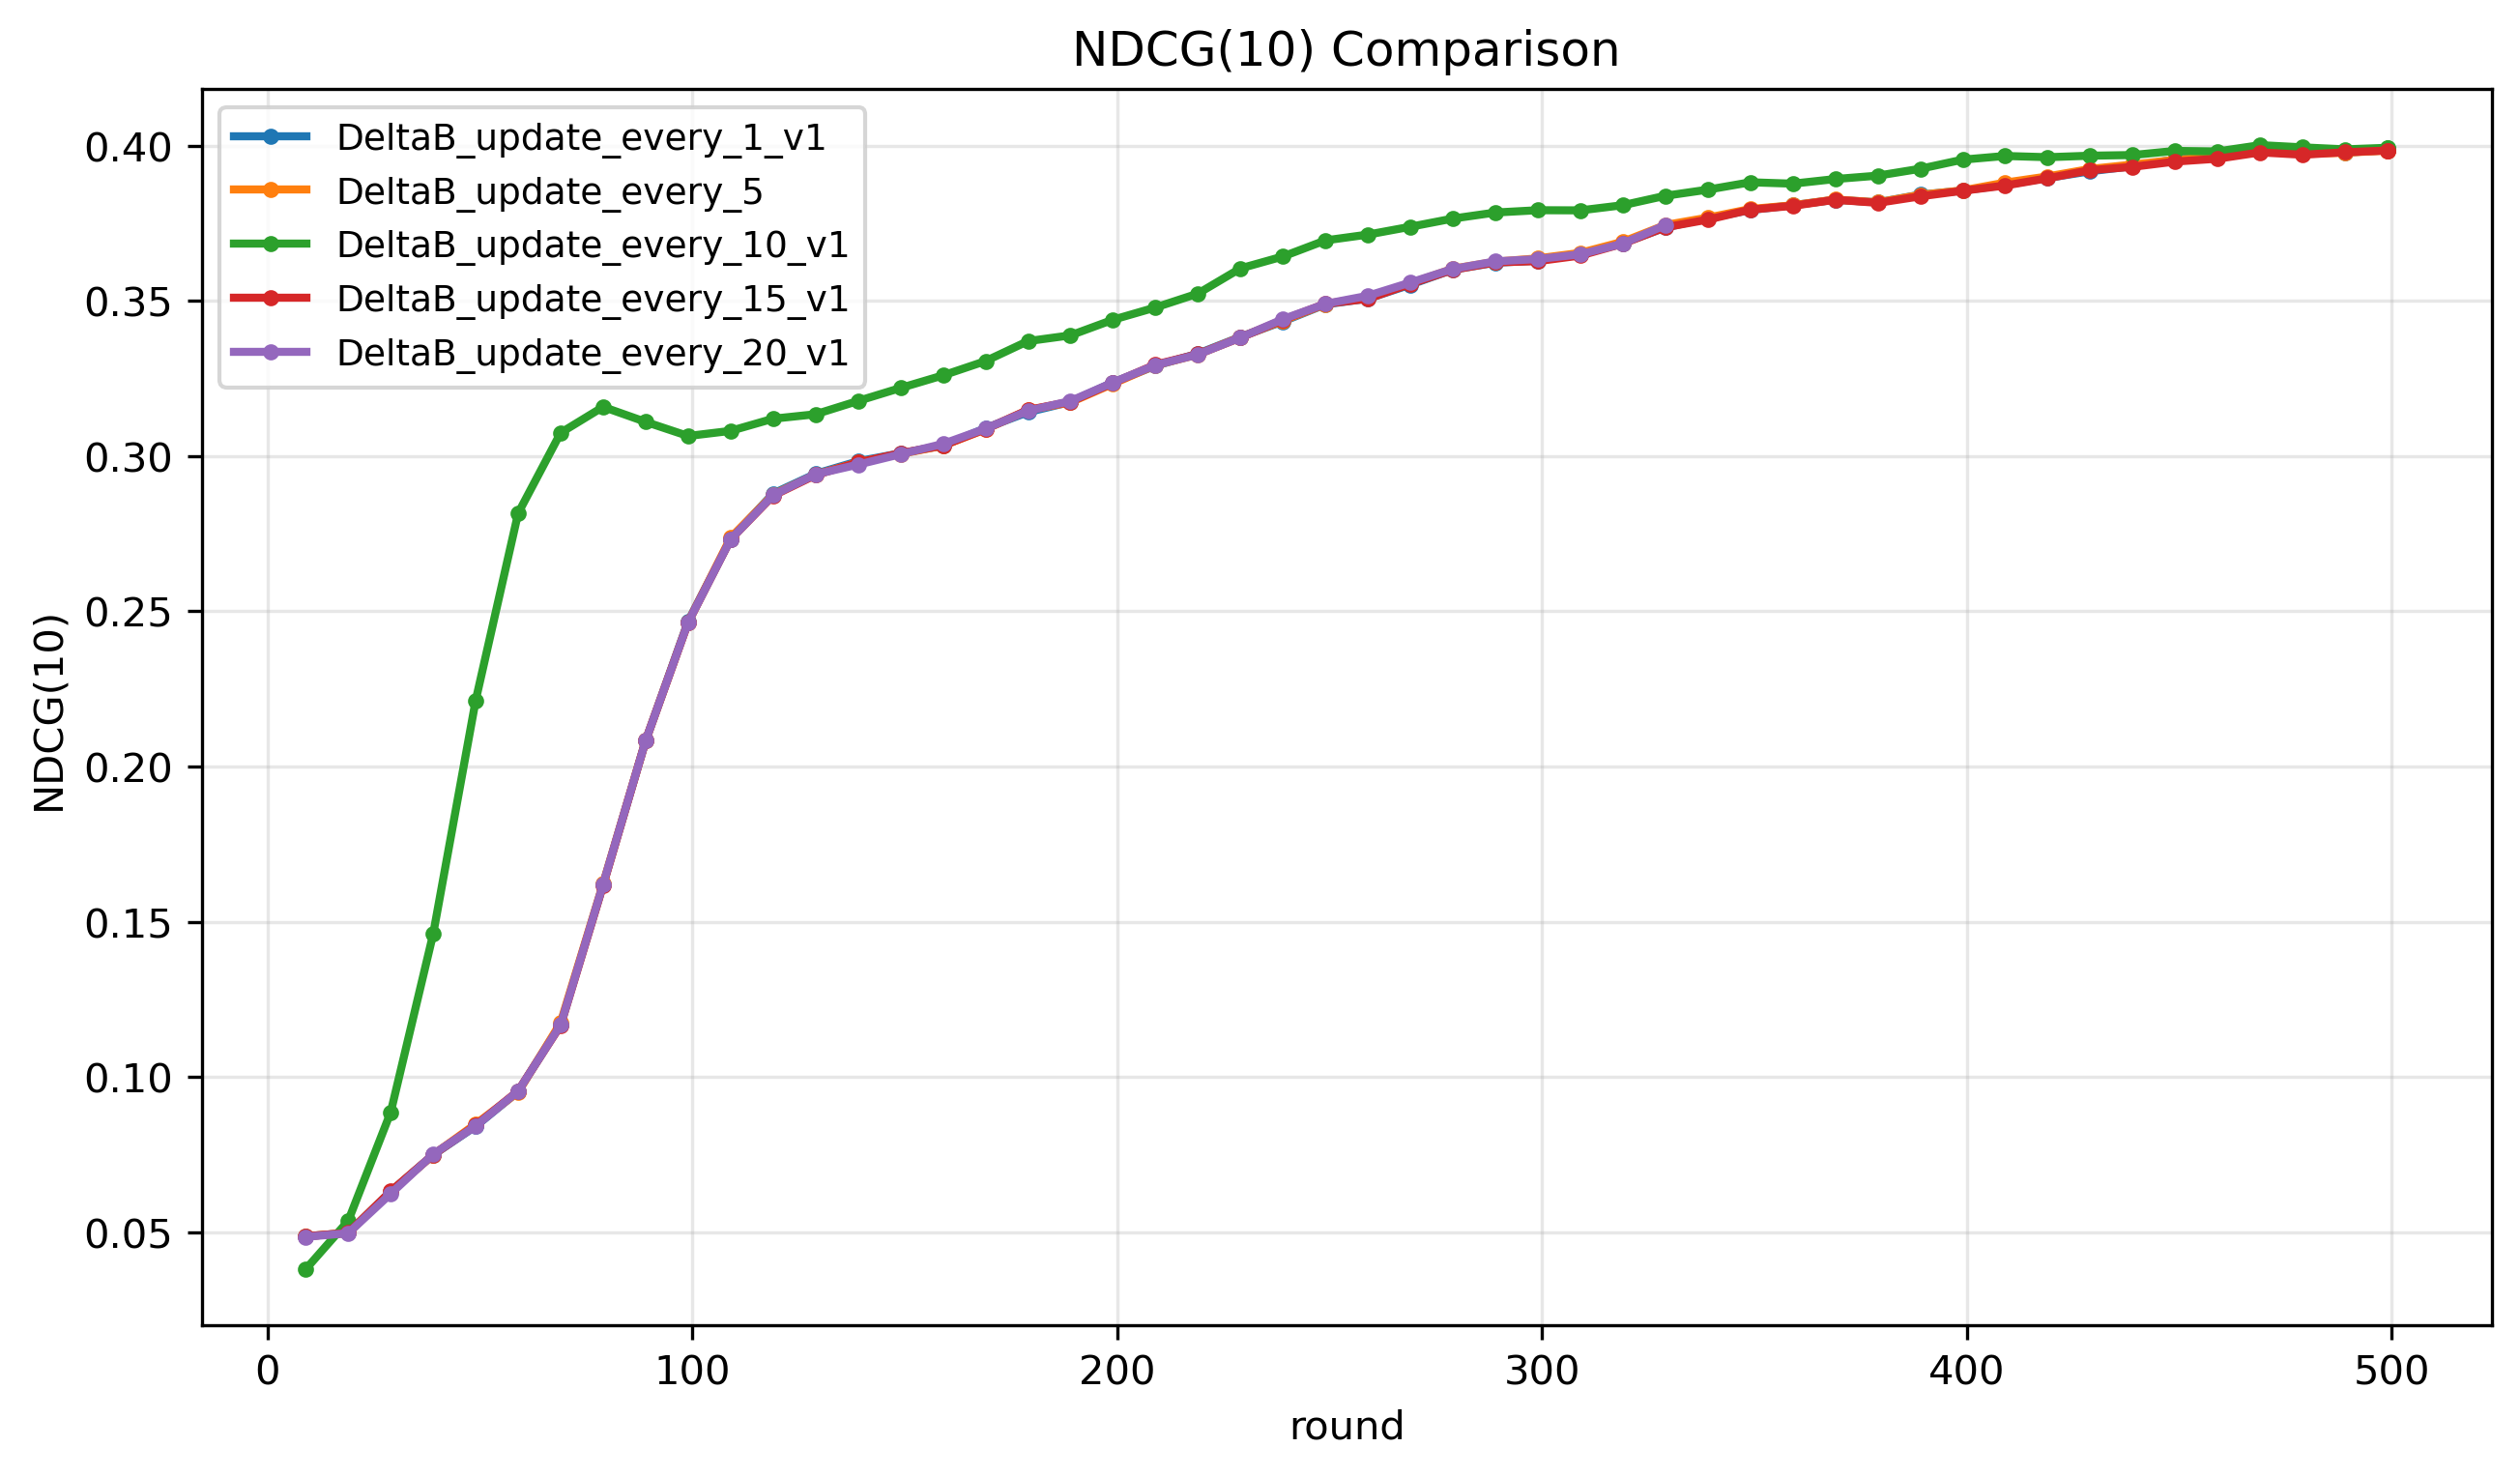 NDCG(10) Comparison
DeltaB_update_every_1_v1
DeltaB_update_every_5
DeltaB_update_every_10_v1
DeltaB_update_every_15_v1
DeltaB_update_every_20_v1
NDCG(10)
0.40
0.35
0.30
0.25
0.20
0.15
0.10
0.05
0 100 200 300 400 500
round